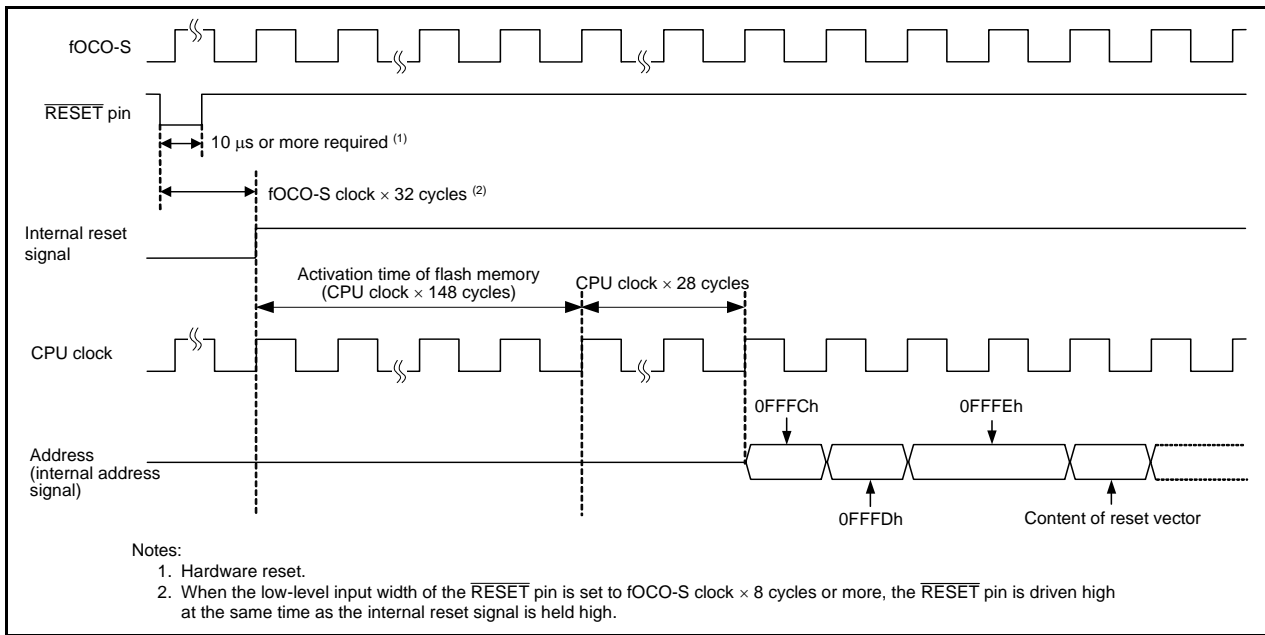 fOCO-S
RESET pin
10 μs or more required (1)
fOCO-S clock × 32 cycles (2)
Internal reset
signal
Activation time of flash memory
(CPU clock × 148 cycles)
CPU clock × 28 cycles
CPU clock
0FFFCh
0FFFEh
Address
(internal address
signal)
0FFFDh
Content of reset vector
Notes:
1. Hardware reset.
2. When the low-level input width of the RESET pin is set to fOCO-S clock × 8 cycles or more, the RESET pin is driven high
at the same time as the internal reset signal is held high.